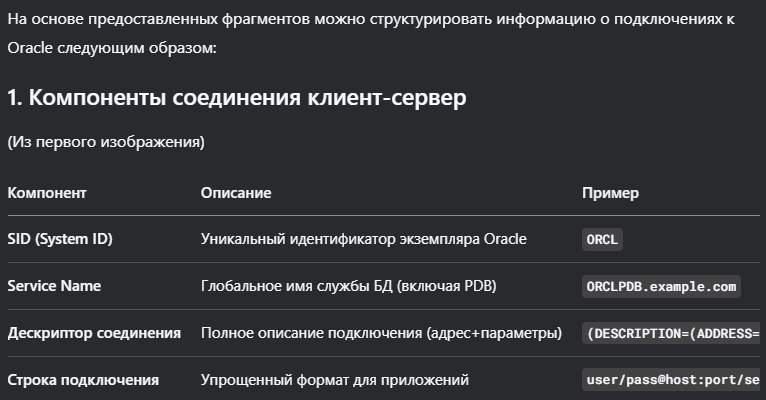 На основе предоставленных фрагментов можно структурировать информацию о подключениях к
Oracle следующим образом:
1. Компоненты соединения клиент-сервер
(Из первого изображения)
Компонент Описание Пример
SID (System ID) Уникальный идентификатор экземпляра Oracle ORCL
Service Name Глобальное имя службы БД (включая PDB) ORCLPDB.example.com
Дескриптор соединения Полное описание подключения (адрес+параметры) (DESCRIPTION=(ADDRESS=
Строка подключения Упрощенный формат для приложений user/pass@host:port/se